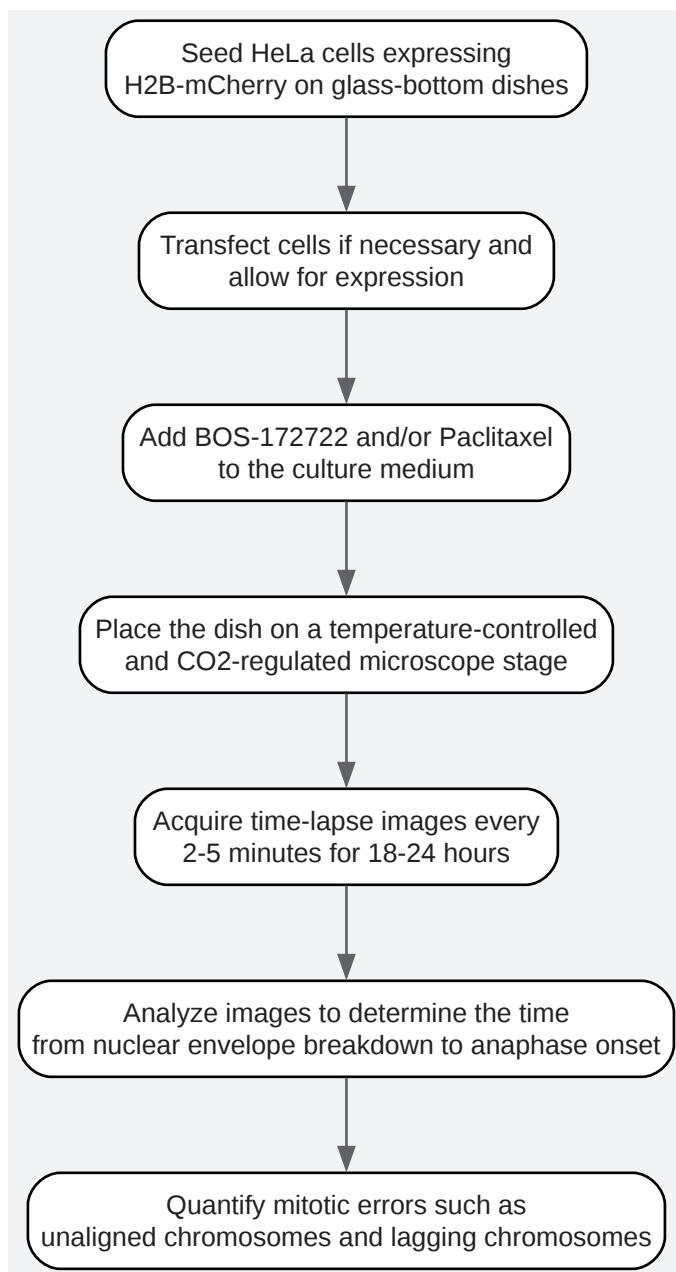 Seed HeLa cells expressing
H2B-mCherry on glass-bottom dishes
Transfect cells if necessary and
allow for expression
Add BOS-172722 and/or Paclitaxel
to the culture medium
Place the dish on a temperature-controlled
and CO2-regulated microscope stage
Acquire time-lapse images every
2-5 minutes for 18-24 hours
Analyze images to determine the time
from nuclear envelope breakdown to anaphase onset
Quantify mitotic errors such as
unaligned chromosomes and lagging chromosomes